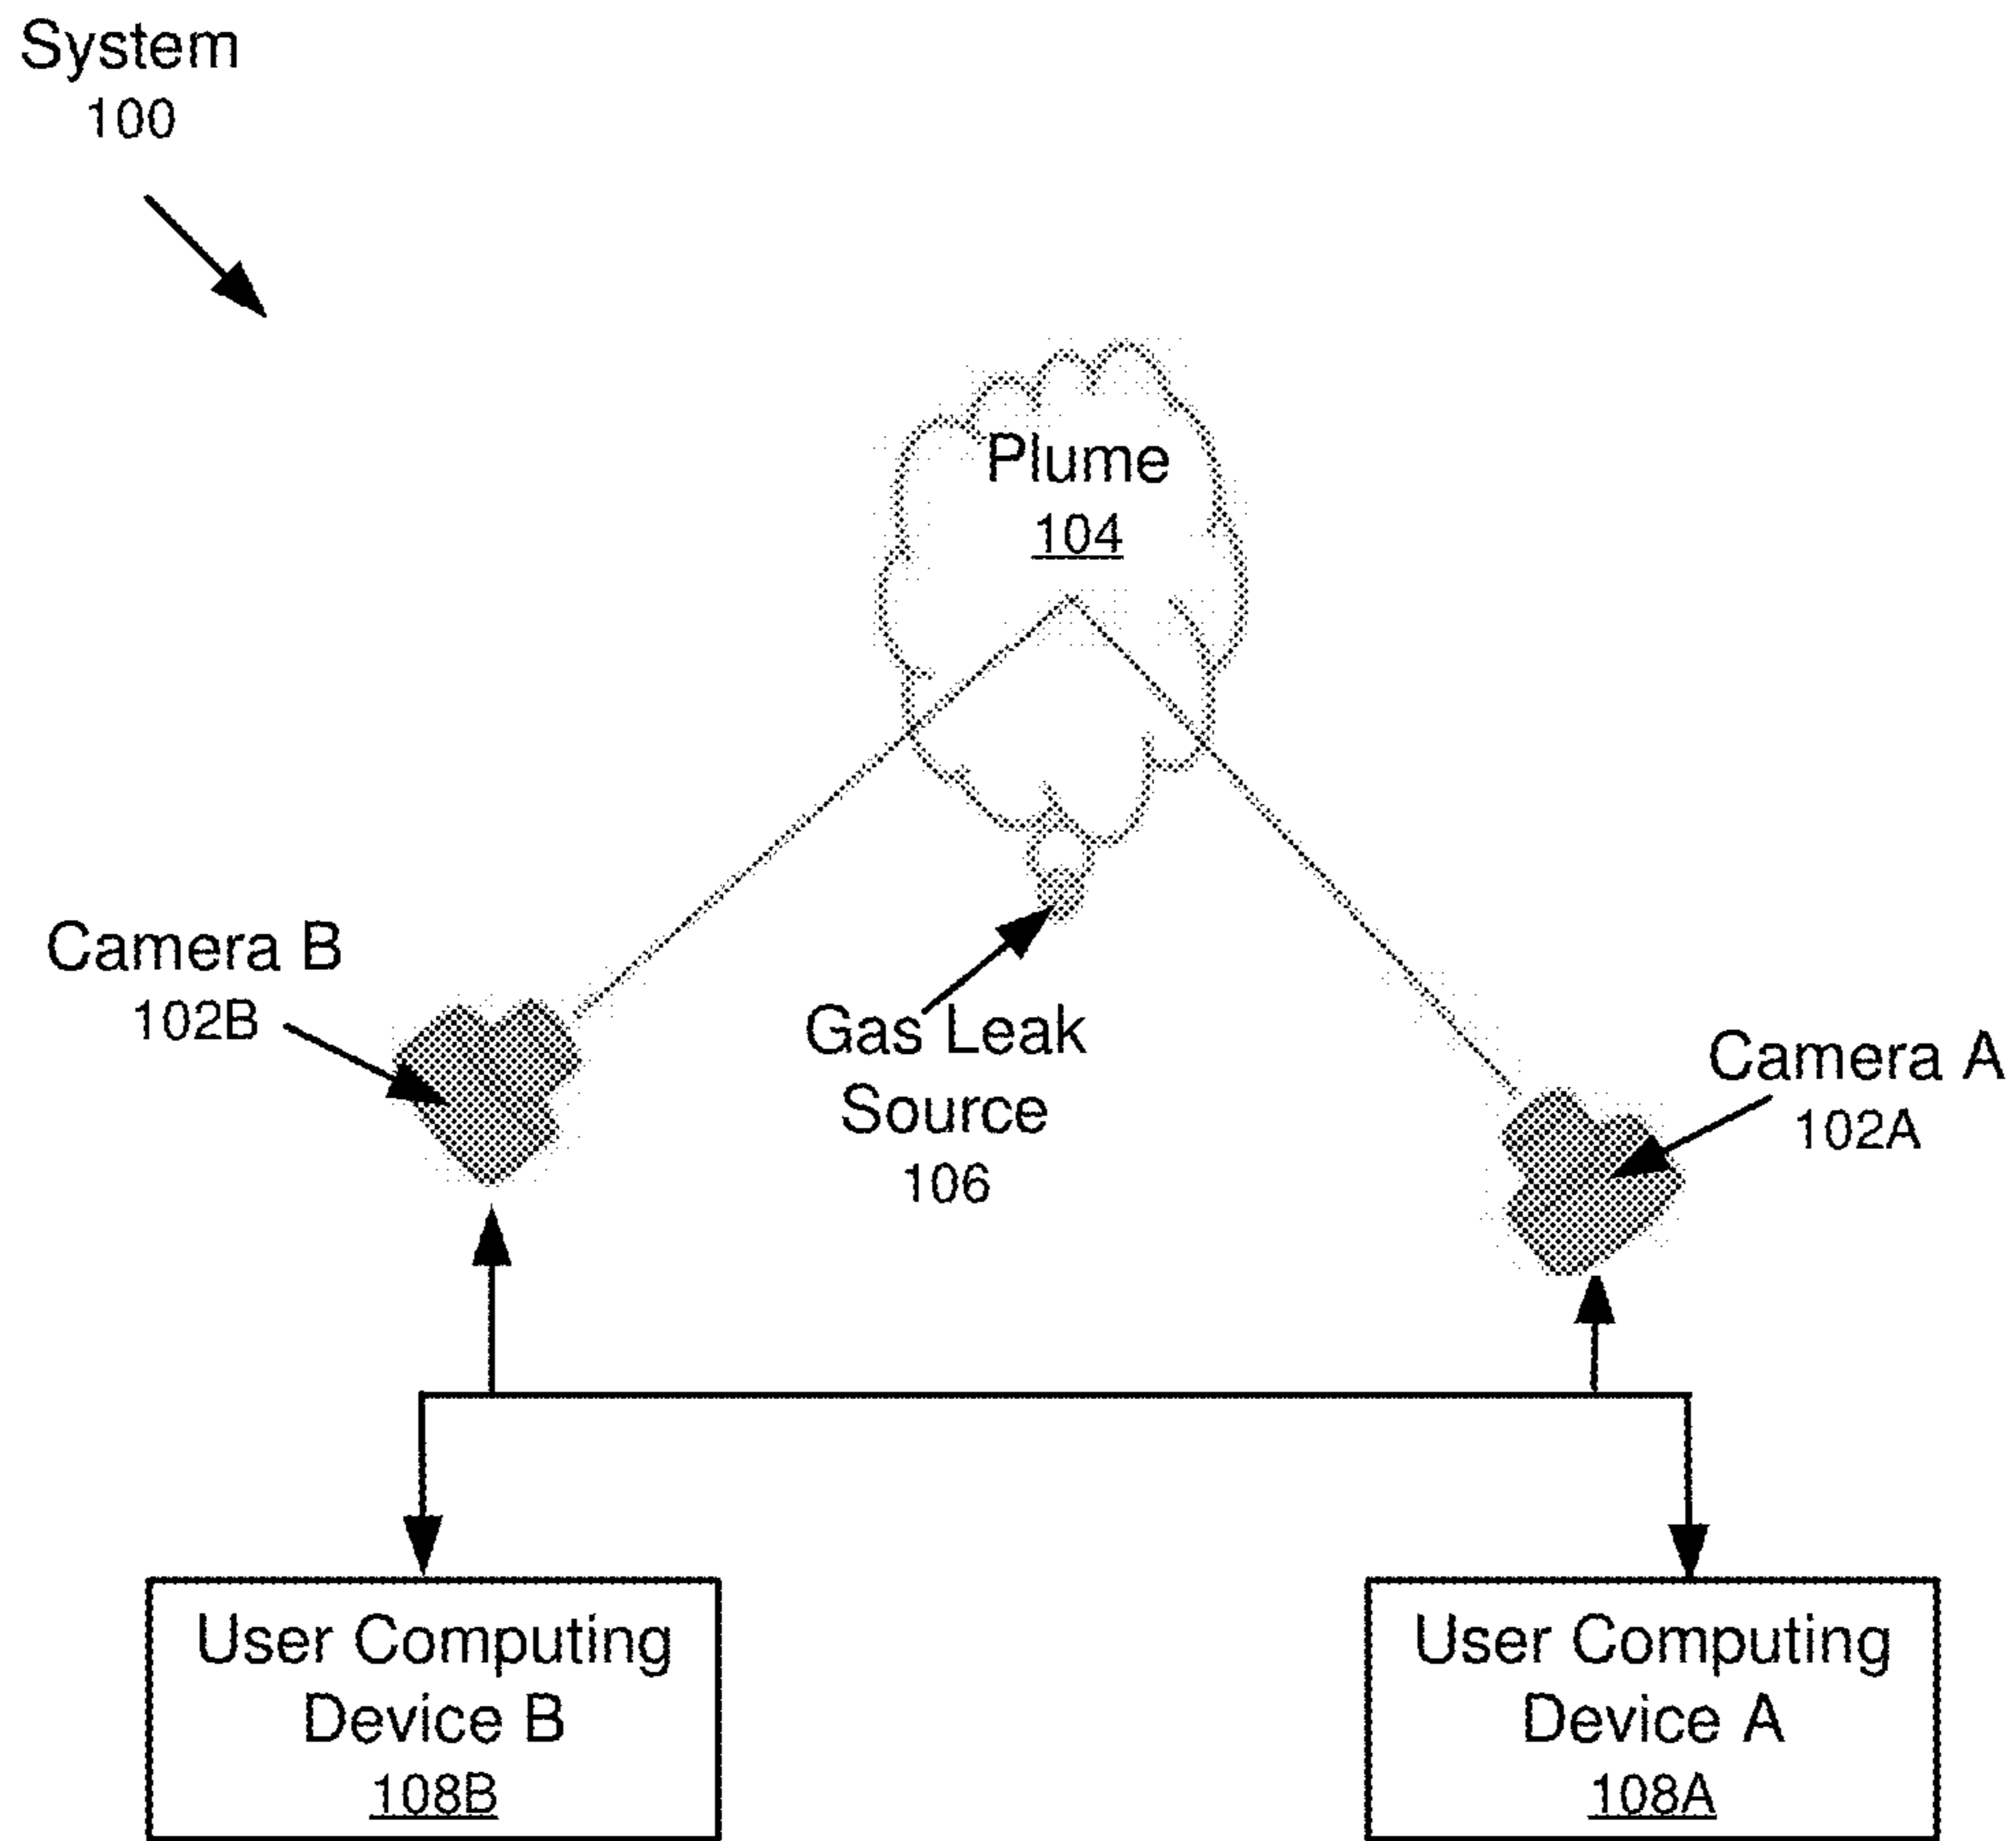 System
100
Plume
104
Camera B
102B
Gas Leak
Source
106
Camera A
102A
User Computing
Device B
108B
User Computing
Device A
108A